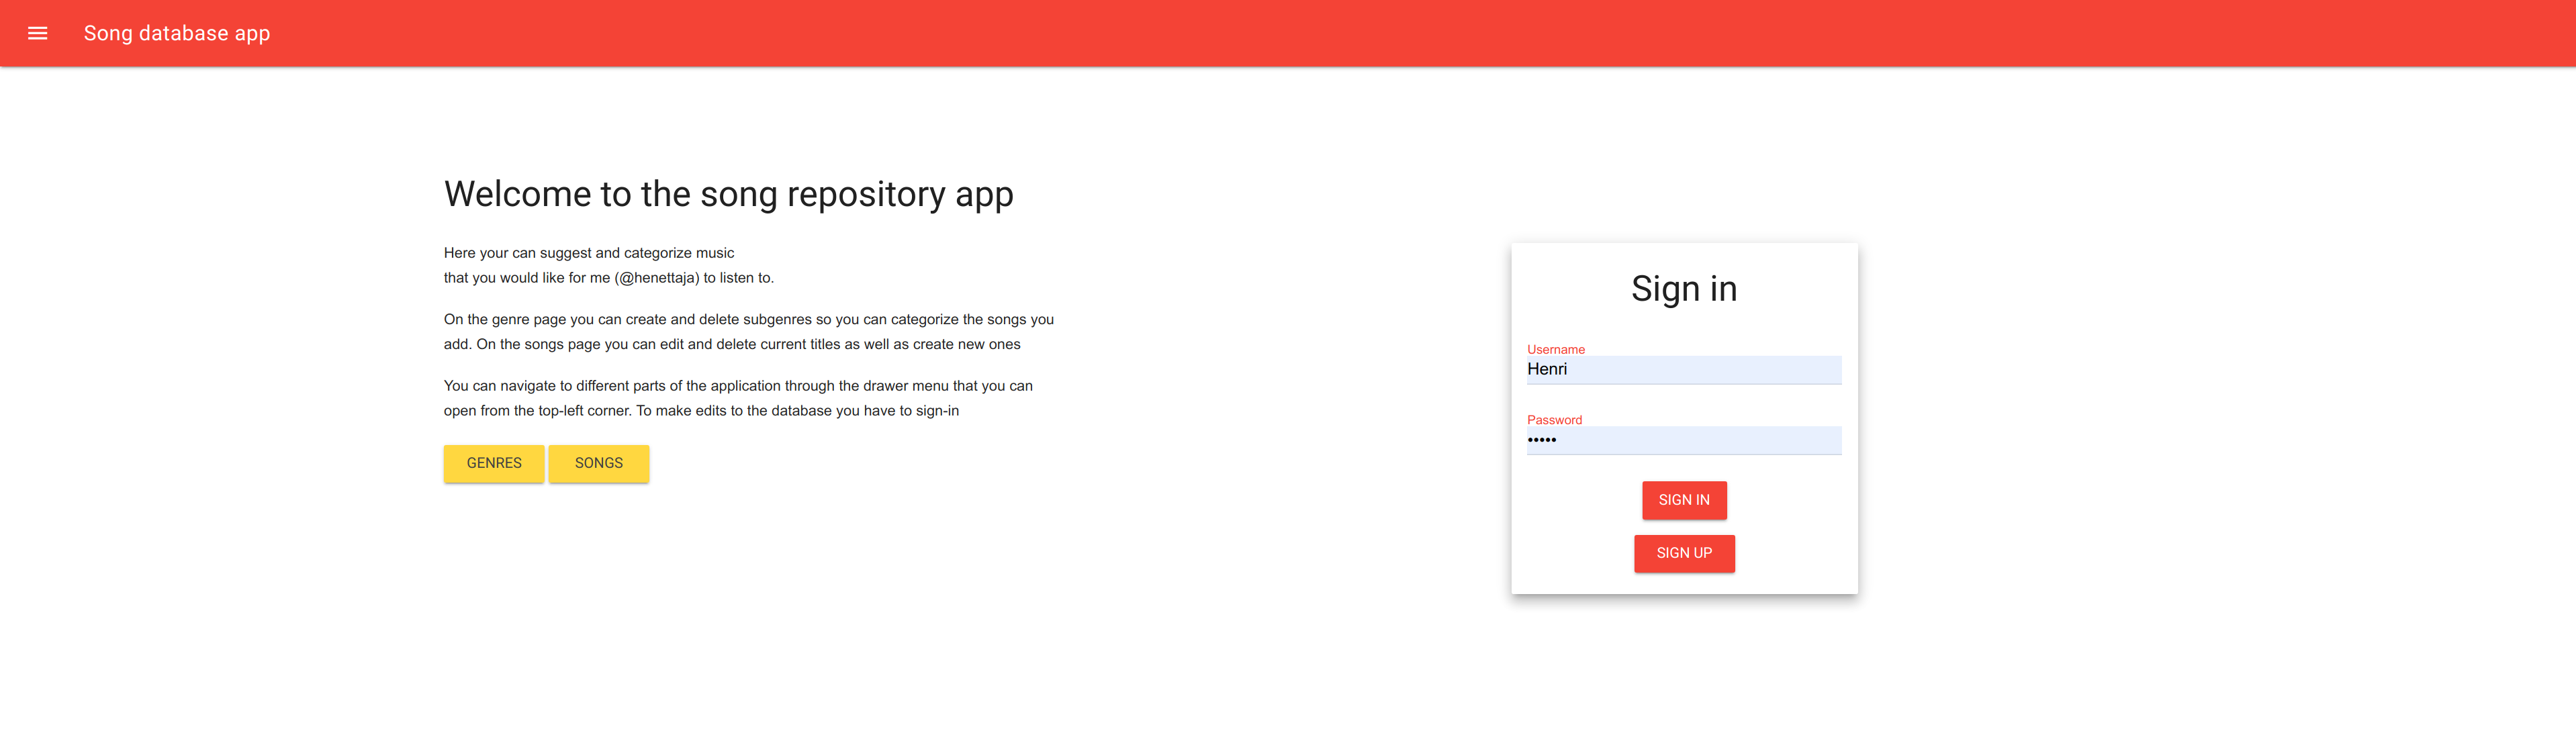 Song database app
Welcome to the song repository app
Here your can suggest and categorize music
that you would like for me (@henettaja) to listen to.
On the genre page you can create and delete subgenres so you can categorize the songs you
add. On the songs page you can edit and delete current titles as well as create new ones
You can navigate to different parts of the application through the drawer menu that you can
open from the top-left corner. To make edits to the database you have to sign-in
GENRES SONGS
Sign in
Username
Henri
Password
•••••
SIGN IN
SIGN UP